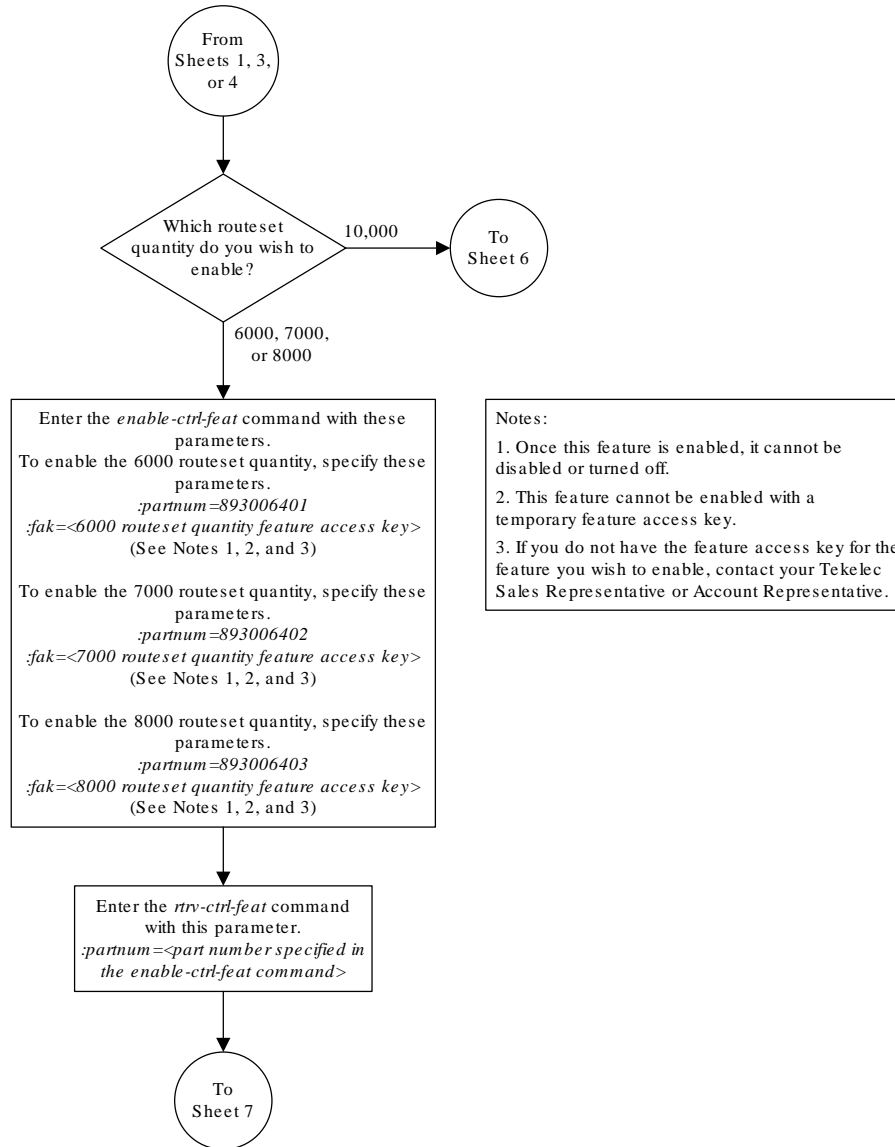 From
Sheets 1, 3,
or 4
Which routeset
quantity do you wish to
enable?
10,000
To
Sheet 6
6000, 7000,
or 8000
Enter the enable-ctrl-feat command with these
parameters.
To enable the 6000 routeset quantity, specify these
parameters.
:partnum=893006401
:fak=<6000 routeset quantity feature access key>
(See Notes 1, 2, and 3)
To enable the 7000 routeset quantity, specify these
parameters.
:partnum=893006402
:fak=<7000 routeset quantity feature access key>
(See Notes 1, 2, and 3)
To enable the 8000 routeset quantity, specify these
parameters.
:partnum=893006403
:fak=<8000 routeset quantity feature access key>
(See Notes 1, 2, and 3)
Notes:
1. Once this feature is enabled, it cannot be
disabled or turned off.
2. This feature cannot be enabled with a
temporary feature access key.
3. If you do not have the feature access key for the
feature you wish to enable, contact your Tekelec
Sales Representative or Account Representative.
Enter the rtrv-ctrl-feat command
with this parameter.
:partnum=<part number specified in
the enable-ctrl-feat command>
To
Sheet 7